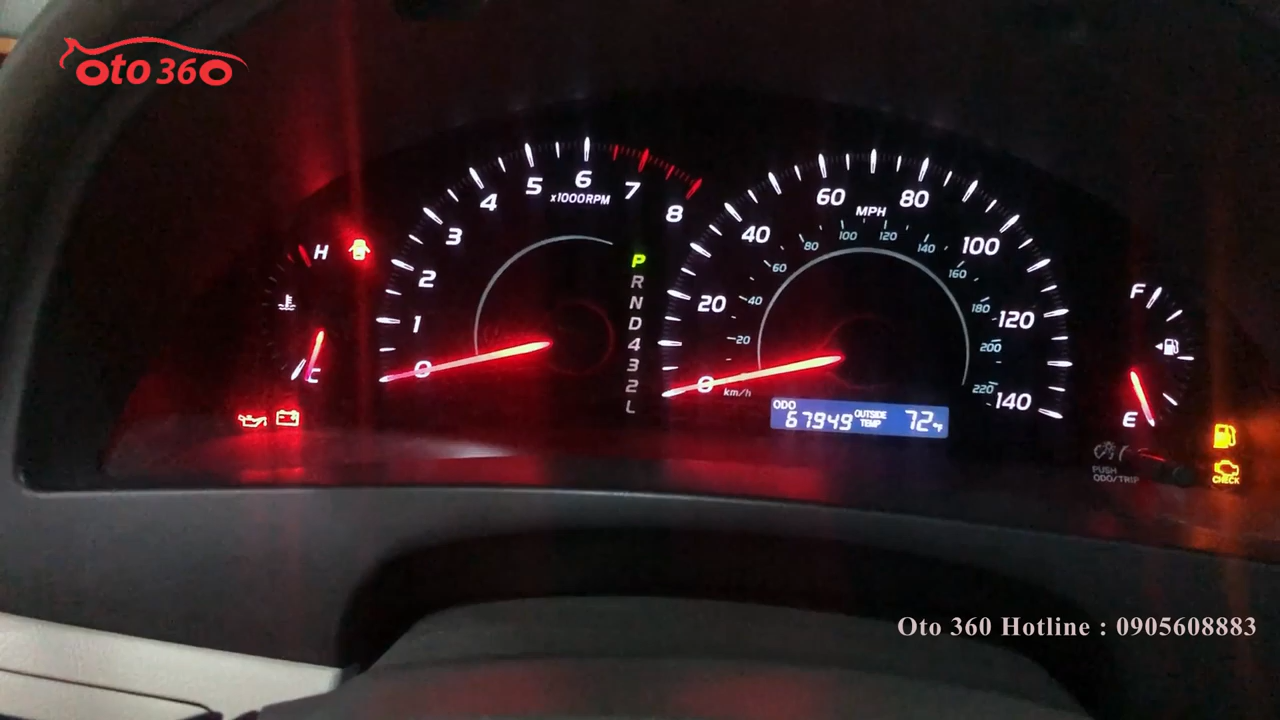 oto 360
6
5
7
x1000RPM
4
8
3
2
1
0
H
C
P
R
N
D
4
3
2
L
60
80
MPH
40
100
80
100
120
140
60
160
20
40
180
120
20
200
0
km/h
220
140
ODO
67949
OUTSIDE
TEMP
72°F
F
E
PUSH
ODO/TRIP
CHECK
Oto 360 Hotline : 0905608883